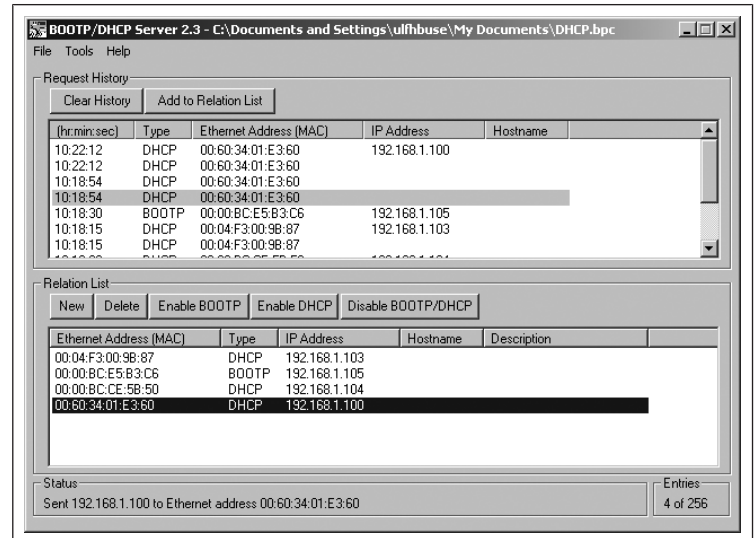 BOOTP/DHCP Server 2.3 - C:\Documents and Settings\ulfhbuse\My Documents\DHCP.bpc
File Tools Help
Request History
Clear History Add to Relation List
(hr:min:sec) Type Ethernet Address (MAC) IP Address Hostname
10:22:12 DHCP 00:60:34:01:E3:60 192.168.1.100
10:22:12 DHCP 00:60:34:01:E3:60
10:18:54 DHCP 00:60:34:01:E3:60
10:18:54 DHCP 00:60:34:01:E3:60
10:18:30 BOOTP 00:00:BC:E5:B3:C6 192.168.1.105
10:18:15 DHCP 00:04:F3:00:9B:87 192.168.1.103
10:18:15 DHCP 00:04:F3:00:9B:87
Relation List
New Delete Enable BOOTP Enable DHCP Disable BOOTP/DHCP
Ethernet Address (MAC) Type IP Address Hostname Description
00:04:F3:00:9B:87 DHCP 192.168.1.103
00:00:BC:E5:B3:C6 BOOTP 192.168.1.105
00:00:BC:CE:5B:50 DHCP 192.168.1.104
00:60:34:01:E3:60 DHCP 192.168.1.100
Status
Sent 192.168.1.100 to Ethernet address 00:60:34:01:E3:60
Entries
4 of 256